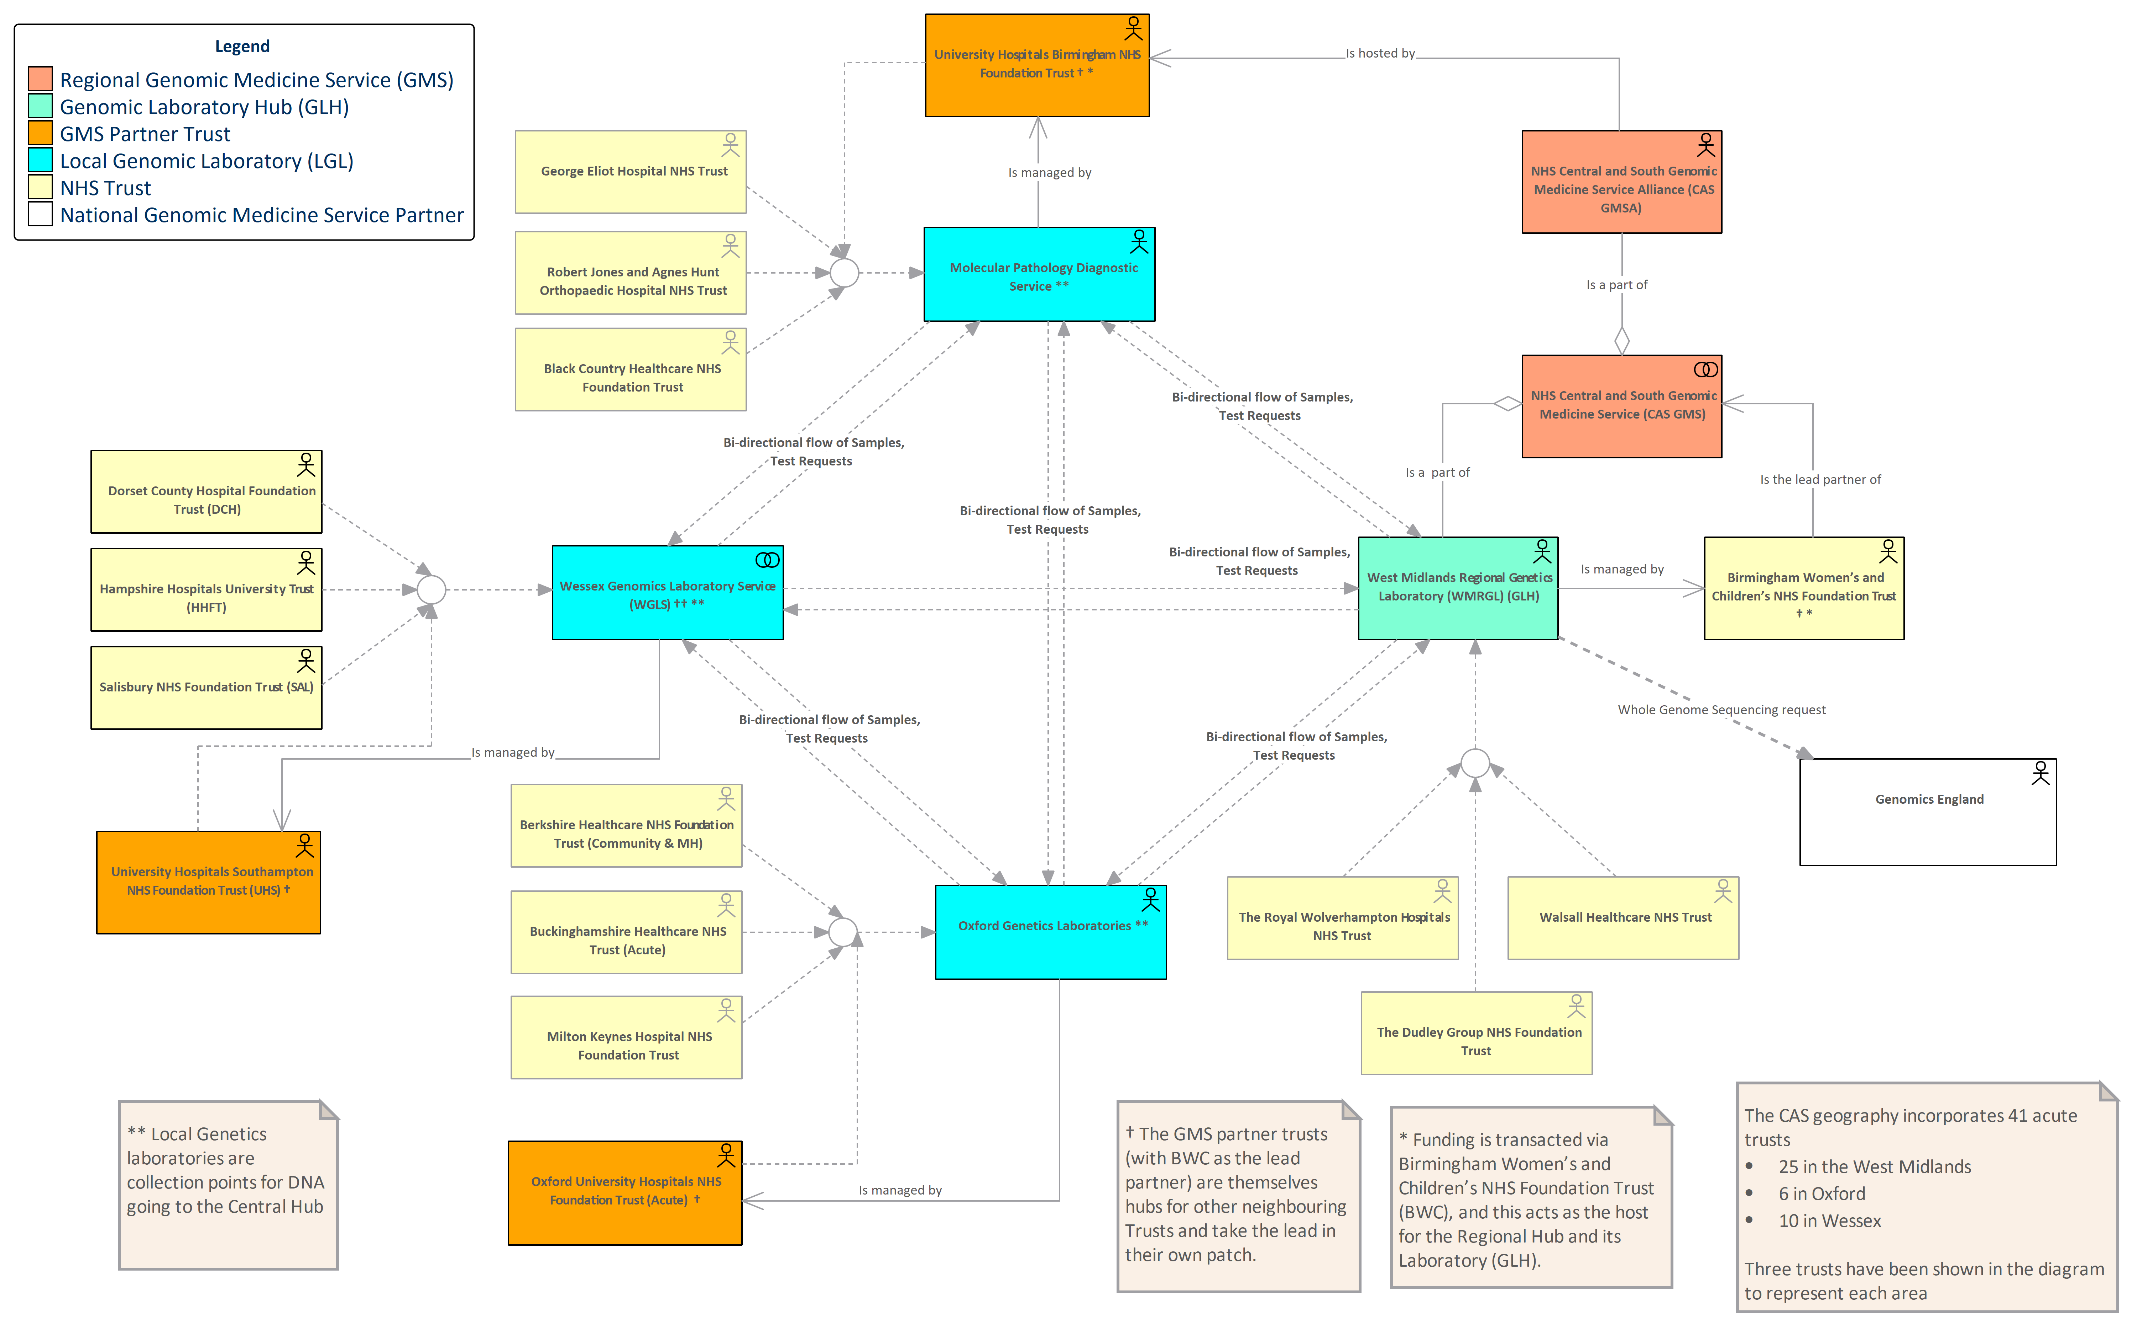 Legend
Regional Genomic Medicine Service (GMS)
Genomic Laboratory Hub (GLH)
GMS Partner Trust
Local Genomic Laboratory (LGL)
NHS Trust
National Genomic Medicine Service Partner
University Hospitals Birmingham NHS
Foundation Trust † *
Is hosted by
George Eliot Hospital NHS Trust
Is managed by
NHS Central and South Genomic
Medicine Service Alliance (CAS
GMSA)
Robert Jones and Agnes Hunt
Orthopaedic Hospital NHS Trust
Molecular Pathology Diagnostic
Service **
Is a part of
Black Country Healthcare NHS
Foundation Trust
Bi-directional flow of Samples,
Test Requests
NHS Central and South Genomic
Medicine Service (CAS GMS)
Bi-directional flow of Samples,
Test Requests
Is a  part of
Is the lead partner of
Dorset County Hospital Foundation
Trust (DCH)
Bi-directional flow of Samples,
Test Requests
Hampshire Hospitals University Trust
(HHFT)
Wessex Genomics Laboratory Service
(WGLS) †† **
Bi-directional flow of Samples,
Test Requests
West Midlands Regional Genetics
Laboratory (WMRGL) (GLH)
Is managed by
Birmingham Women’s and
Children’s NHS Foundation Trust
† *
Salisbury NHS Foundation Trust (SAL)
Bi-directional flow of Samples,
Test Requests
Is managed by
Bi-directional flow of Samples,
Test Requests
Whole Genome Sequencing request
Genomics England
University Hospitals Southampton
NHS Foundation Trust (UHS) †
Berkshire Healthcare NHS Foundation
Trust (Community & MH)
Buckinghamshire Healthcare NHS
Trust (Acute)
Oxford Genetics Laboratories **
The Royal Wolverhampton Hospitals
NHS Trust
Walsall Healthcare NHS Trust
Milton Keynes Hospital NHS
Foundation Trust
The Dudley Group NHS Foundation
Trust
Oxford University Hospitals NHS
Foundation Trust (Acute) †
Is managed by
** Local Genetics
laboratories are
collection points for DNA
going to the Central Hub
† The GMS partner trusts
(with BWC as the lead
partner) are themselves
hubs for other neighbouring
Trusts and take the lead in
their own patch.
* Funding is transacted via
Birmingham Women’s and
Children’s NHS Foundation Trust
(BWC), and this acts as the host
for the Regional Hub and its
Laboratory (GLH).
The CAS geography incorporates 41 acute
trusts
• 25 in the West Midlands
• 6 in Oxford
• 10 in Wessex
Three trusts have been shown in the diagram
to represent each area